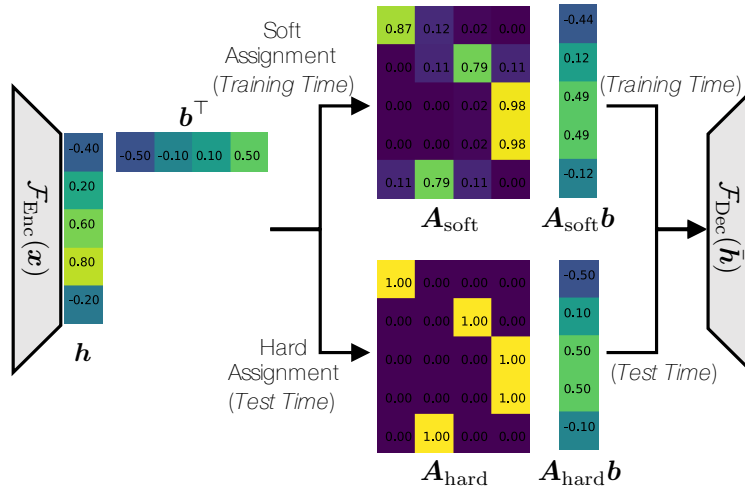 Soft
Assignment
(Training Time)
0.87 0.12 0.02 0.00
0.00 0.11 0.79 0.11
0.00 0.00 0.02 0.98
0.00 0.00 0.02 0.98
0.11 0.79 0.11 0.00
A_soft
-0.44
0.12
0.49
0.49
-0.12
A_soft b
(Training Time)
F_Enc(x)
-0.40
0.20
0.60
0.80
-0.20
h
b^⊤
-0.50 -0.10 0.10 0.50
F_Dec(h̄)
Hard
Assignment
(Test Time)
1.00 0.00 0.00 0.00
0.00 0.00 1.00 0.00
0.00 0.00 0.00 1.00
0.00 0.00 0.00 1.00
0.00 1.00 0.00 0.00
A_hard
-0.50
0.10
0.50
0.50
-0.10
A_hard b
(Test Time)